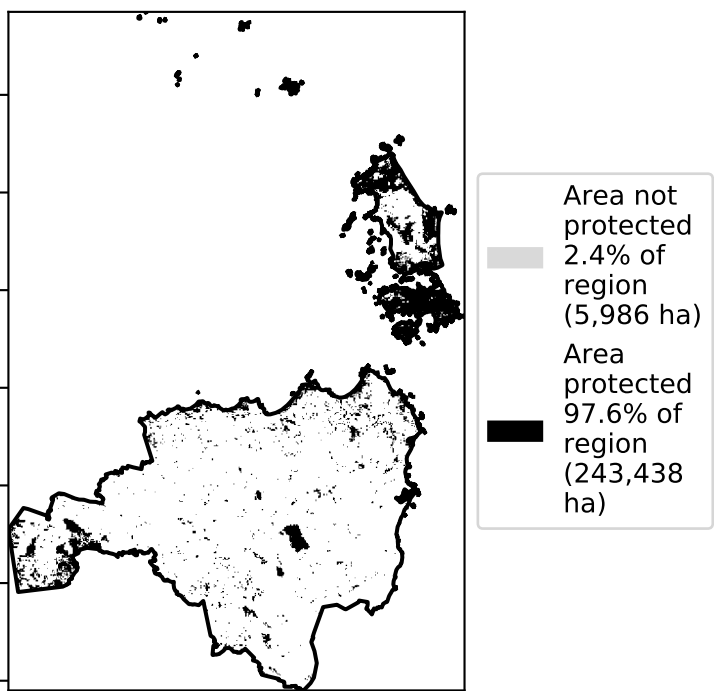 Area not
protected
2.4% of
region
(5,986 ha)
Area
protected
97.6% of
region
(243,438
ha)